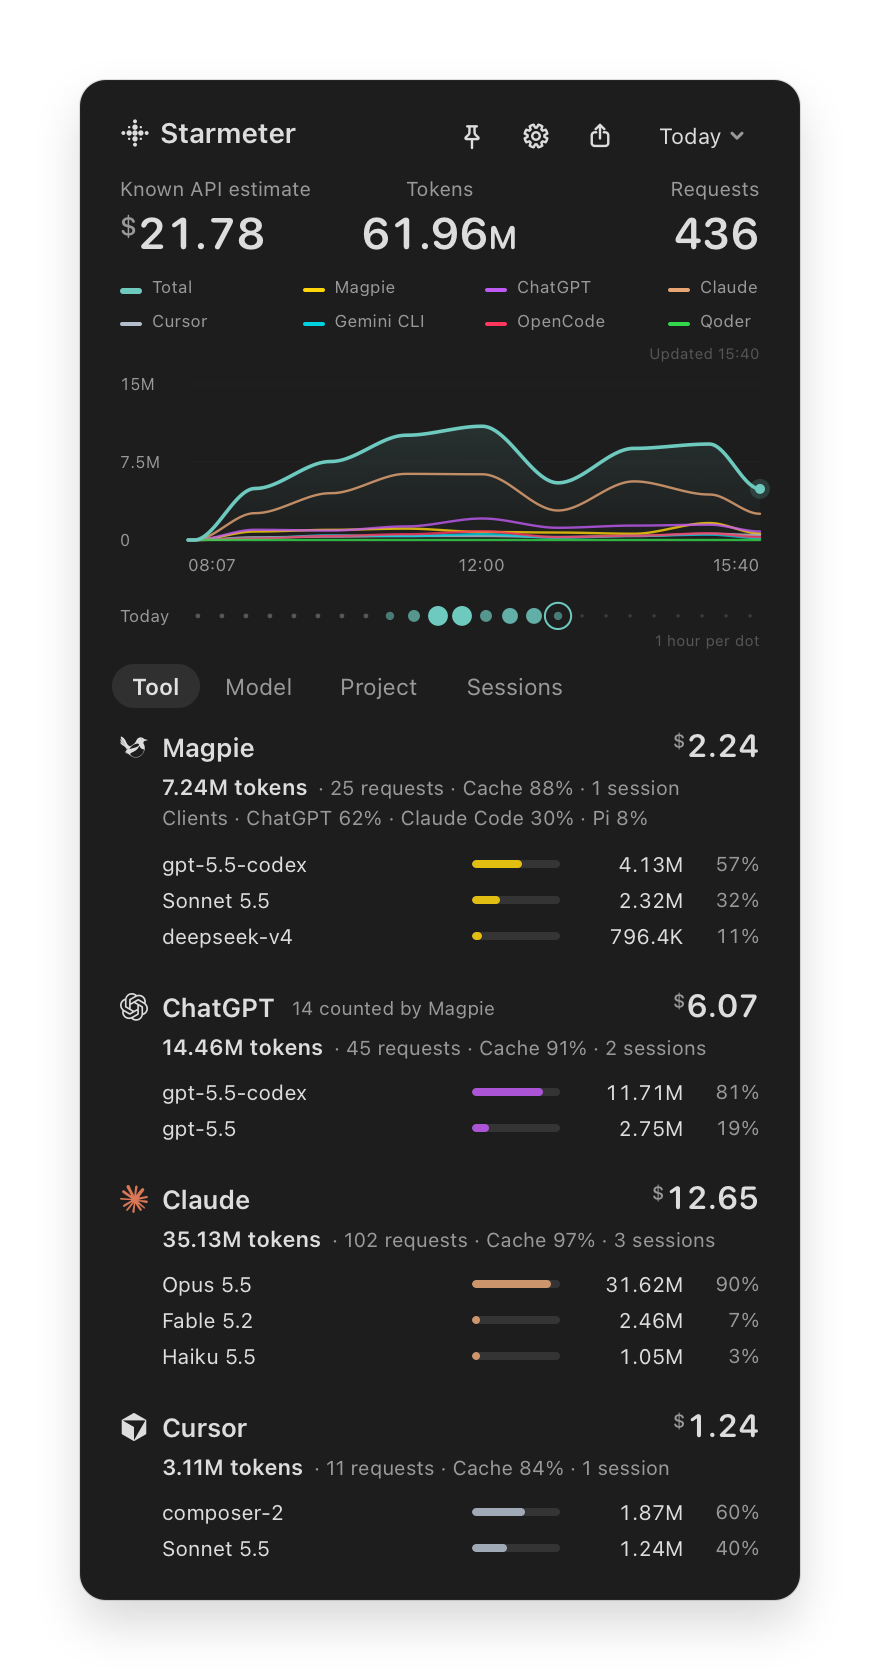 Starmeter Today
Known API estimate Tokens Requests
$21.78 61.96M 436
Total Magpie ChatGPT Claude
Cursor Gemini CLI OpenCode Qoder
Updated 15:40
15M
7.5M
0
08:07 12:00 15:40
Today
1 hour per dot
Tool Model Project Sessions
Magpie $2.24
7.24M tokens · 25 requests · Cache 88% · 1 session
Clients · ChatGPT 62% · Claude Code 30% · Pi 8%
gpt-5.5-codex 4.13M 57%
Sonnet 5.5 2.32M 32%
deepseek-v4 796.4K 11%
ChatGPT 14 counted by Magpie $6.07
14.46M tokens · 45 requests · Cache 91% · 2 sessions
gpt-5.5-codex 11.71M 81%
gpt-5.5 2.75M 19%
Claude $12.65
35.13M tokens · 102 requests · Cache 97% · 3 sessions
Opus 5.5 31.62M 90%
Fable 5.2 2.46M 7%
Haiku 5.5 1.05M 3%
Cursor $1.24
3.11M tokens · 11 requests · Cache 84% · 1 session
composer-2 1.87M 60%
Sonnet 5.5 1.24M 40%